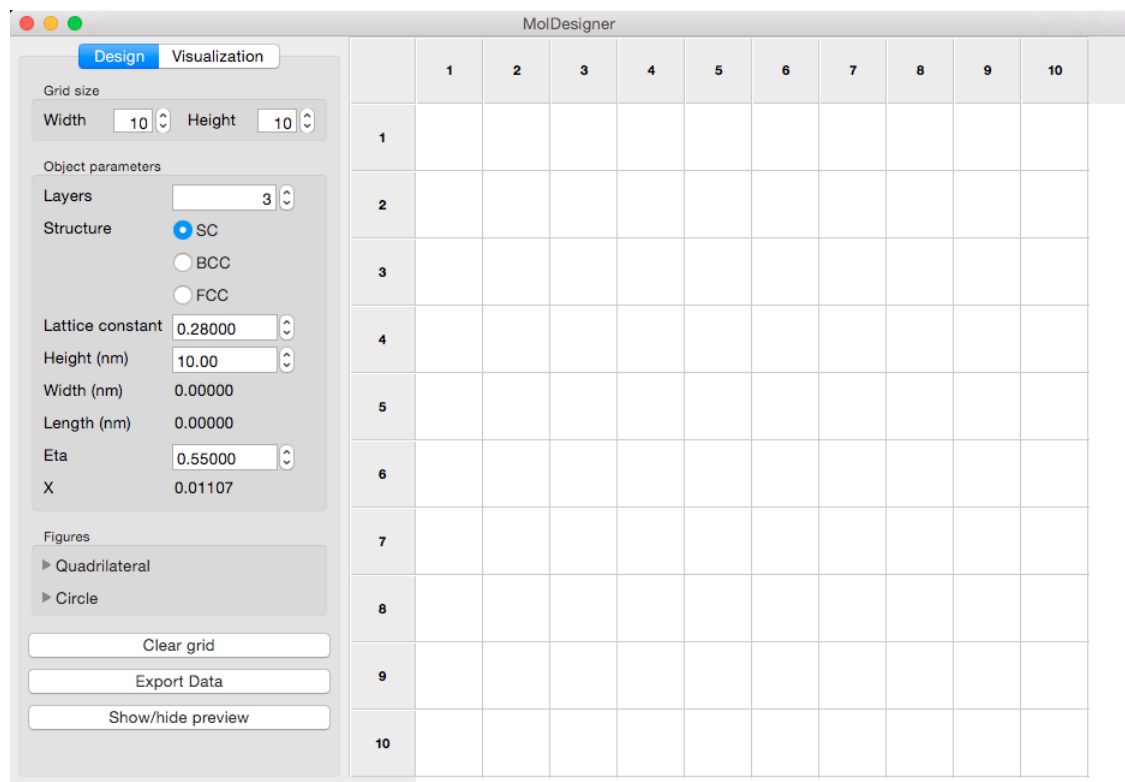 MolDesigner
Design Visualization
Grid size
Width 10 Height 10
Object parameters
Layers 3
Structure SC
BCC
FCC
Lattice constant 0.28000
Height (nm) 10.00
Width (nm) 0.00000
Length (nm) 0.00000
Eta 0.55000
X 0.01107
Figures
Quadrilateral
Circle
Clear grid
Export Data
Show/hide preview
1 2 3 4 5 6 7 8 9 10
1
2
3
4
5
6
7
8
9
10